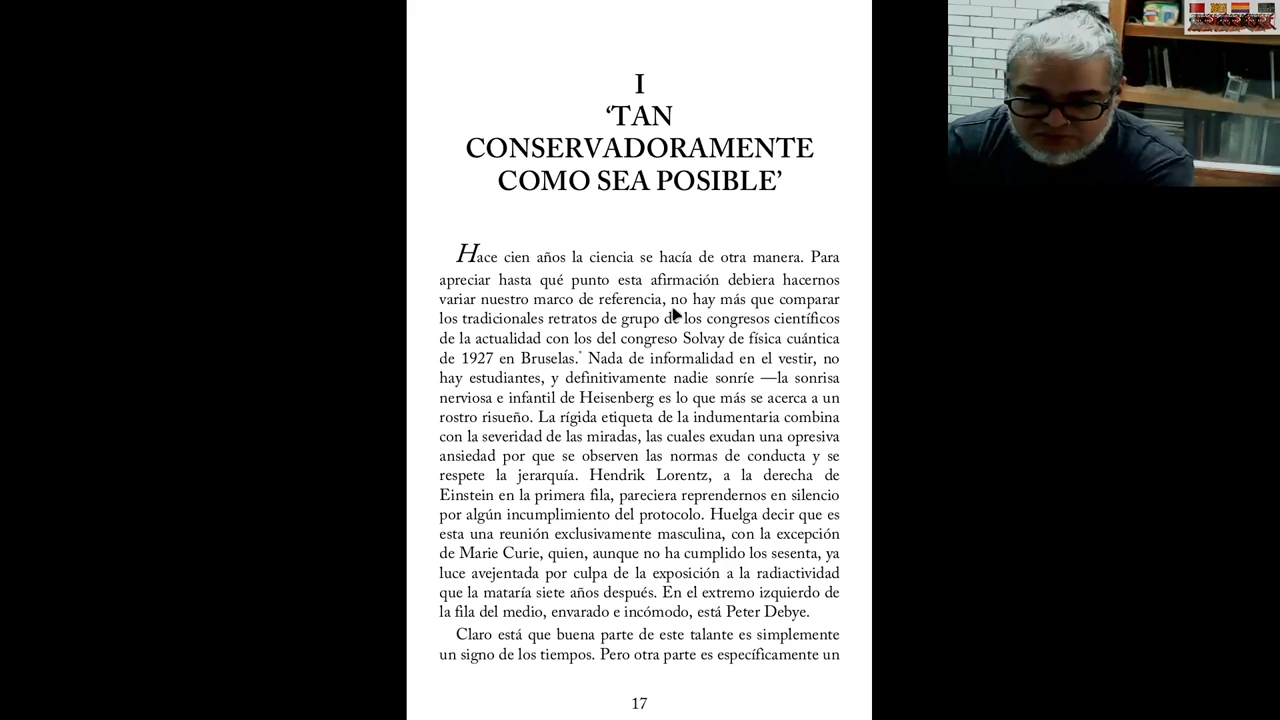 I
‘TAN
CONSERVADORAMENTE
COMO SEA POSIBLE’
Hace cien años la ciencia se hacía de otra manera. Para
apreciar hasta qué punto esta afirmación debiera hacernos
variar nuestro marco de referencia, no hay más que comparar
los tradicionales retratos de grupo de los congresos científicos
de la actualidad con los del congreso Solvay de física cuántica
de 1927 en Bruselas.* Nada de informalidad en el vestir, no
hay estudiantes, y definitivamente nadie sonríe —la sonrisa
nerviosa e infantil de Heisenberg es lo que más se acerca a un
rostro risueño. La rígida etiqueta de la indumentaria combina
con la severidad de las miradas, las cuales exudan una opresiva
ansiedad por que se observen las normas de conducta y se
respete la jerarquía. Hendrik Lorentz, a la derecha de
Einstein en la primera fila, pareciera reprendernos en silencio
por algún incumplimiento del protocolo. Huelga decir que es
esta una reunión exclusivamente masculina, con la excepción
de Marie Curie, quien, aunque no ha cumplido los sesenta, ya
luce avejentada por culpa de la exposición a la radiactividad
que la mataría siete años después. En el extremo izquierdo de
la fila del medio, envarado e incómodo, está Peter Debye.
Claro está que buena parte de este talante es simplemente
un signo de los tiempos. Pero otra parte es específicamente un
17